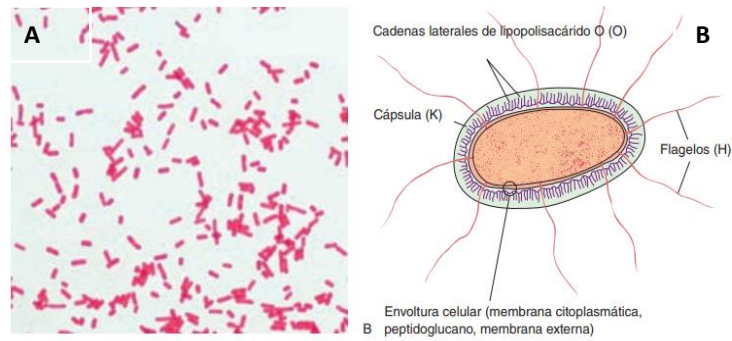 A
Cadenas laterales de lipopolisacárido O (O)
B
Cápsula (K)
Flagelos (H)
Envoltura celular (membrana citoplasmática,
B peptidoglucano, membrana externa)